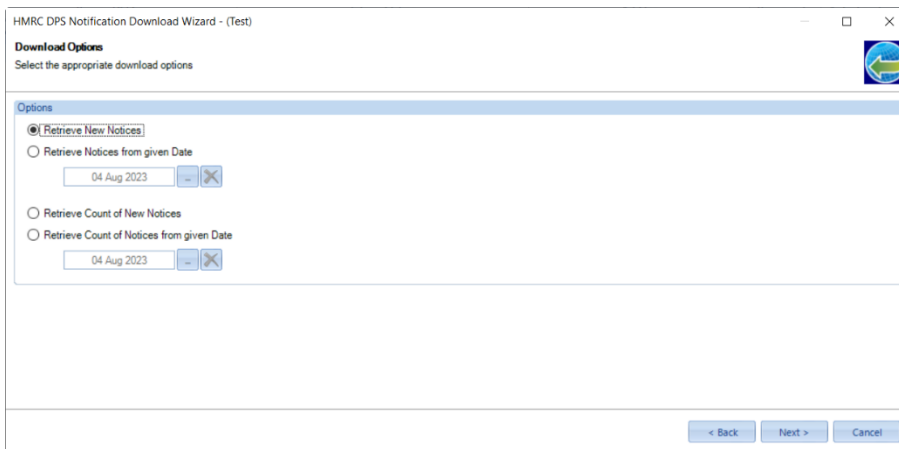 HMRC DPS Notification Download Wizard - (Test)
Download Options
Select the appropriate download options
Options
Retrieve New Notices
Retrieve Notices from given Date
04 Aug 2023 ...
Retrieve Count of New Notices
Retrieve Count of Notices from given Date
04 Aug 2023 ...
< Back Next > Cancel